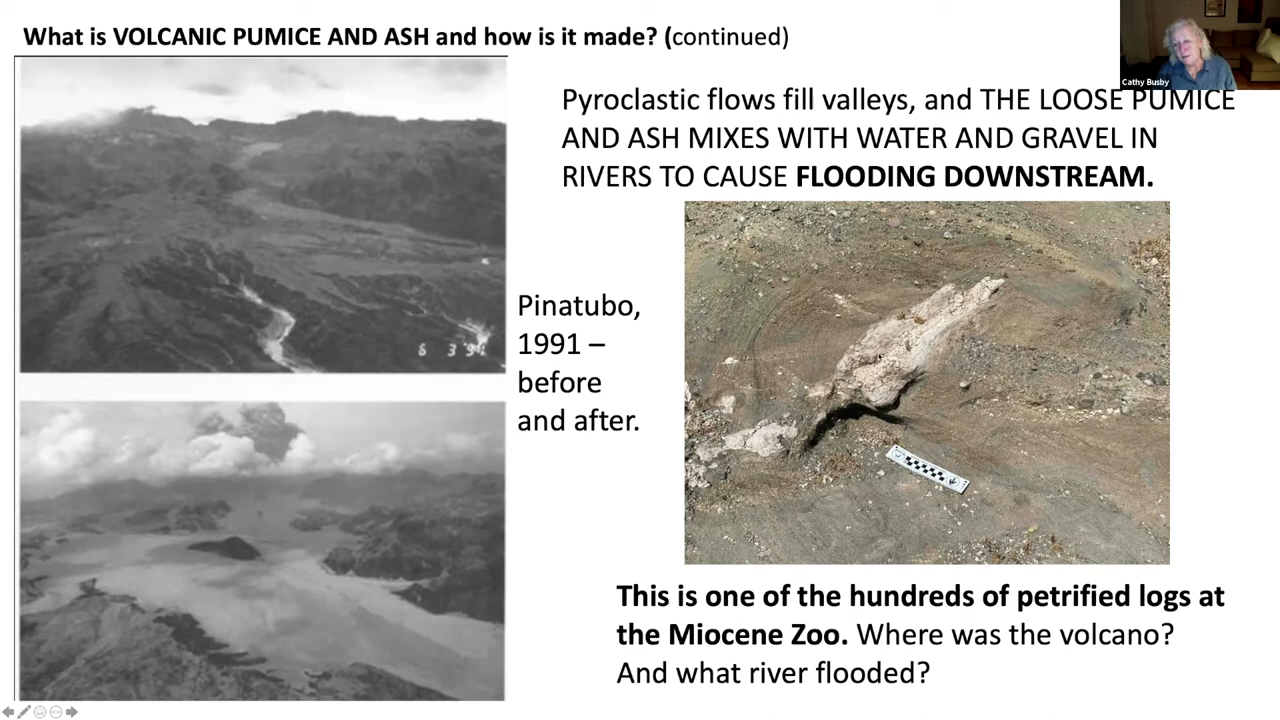 What is VOLCANIC PUMICE AND ASH and how is it made? (continued)
Cathy Busby
Pyroclastic flows fill valleys, and THE LOOSE PUMICE
AND ASH MIXES WITH WATER AND GRAVEL IN
RIVERS TO CAUSE FLOODING DOWNSTREAM.
Pinatubo,
1991 –
before
and after.
This is one of the hundreds of petrified logs at
the Miocene Zoo. Where was the volcano?
And what river flooded?